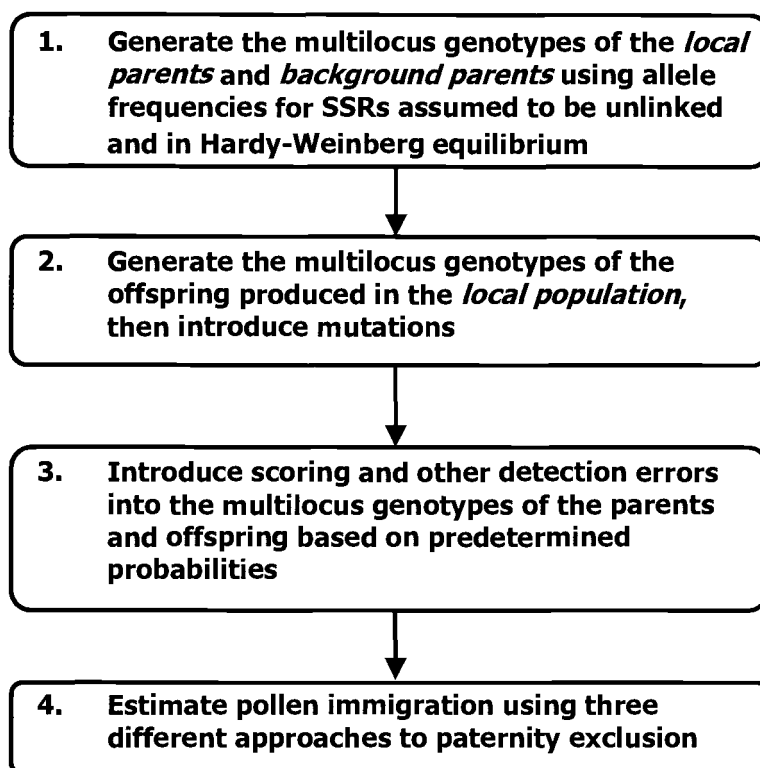 1. Generate the multilocus genotypes of the local
parents and background parents using allele
frequencies for SSRs assumed to be unlinked
and in Hardy-Weinberg equilibrium
2. Generate the multilocus genotypes of the
offspring produced in the local population,
then introduce mutations
3. Introduce scoring and other detection errors
into the multilocus genotypes of the parents
and offspring based on predetermined
probabilities
4. Estimate pollen immigration using three
different approaches to paternity exclusion